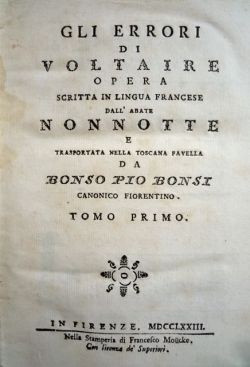 GLI ERRORI
DI
VOLTAIRE
OPERA
SCRITTA IN LINGUA FRANCESE
DALL' ABATE
NONNOTTE
E
TRASPORTATA NELLA TOSCANA FAVELLA
DA
BONSO PIO BONSI
CANONICO FIORENTINO.
TOMO PRIMO.
IN FIRENZE. MDCCLXXIII.
Nella Stamperia di Francesco Moücke.
Con licenza de' Superiori.